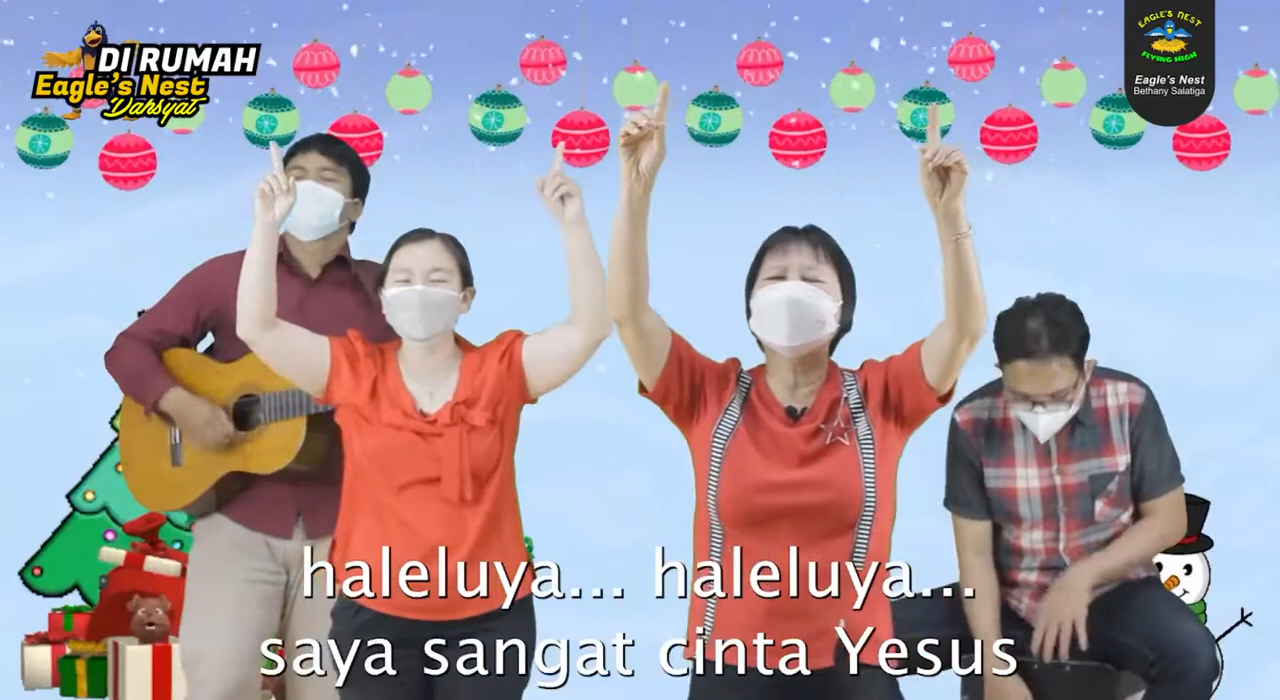 DI RUMAH
Eagle's Nest
Dahsyat
EAGLE'S NEST
FLYING HIGH
Eagle's Nest
Bethany Salatiga
haleluya... haleluya...
saya sangat cinta Yesus